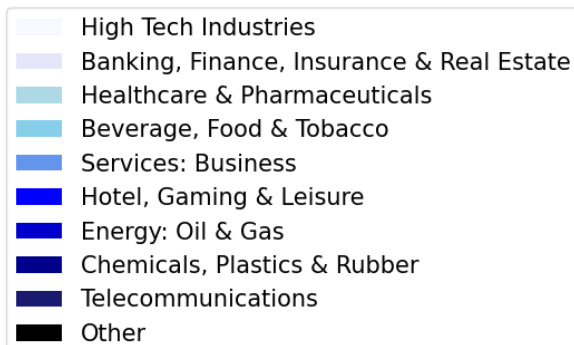 High Tech Industries
Banking, Finance, Insurance & Real Estate
Healthcare & Pharmaceuticals
Beverage, Food & Tobacco
Services: Business
Hotel, Gaming & Leisure
Energy: Oil & Gas
Chemicals, Plastics & Rubber
Telecommunications
Other